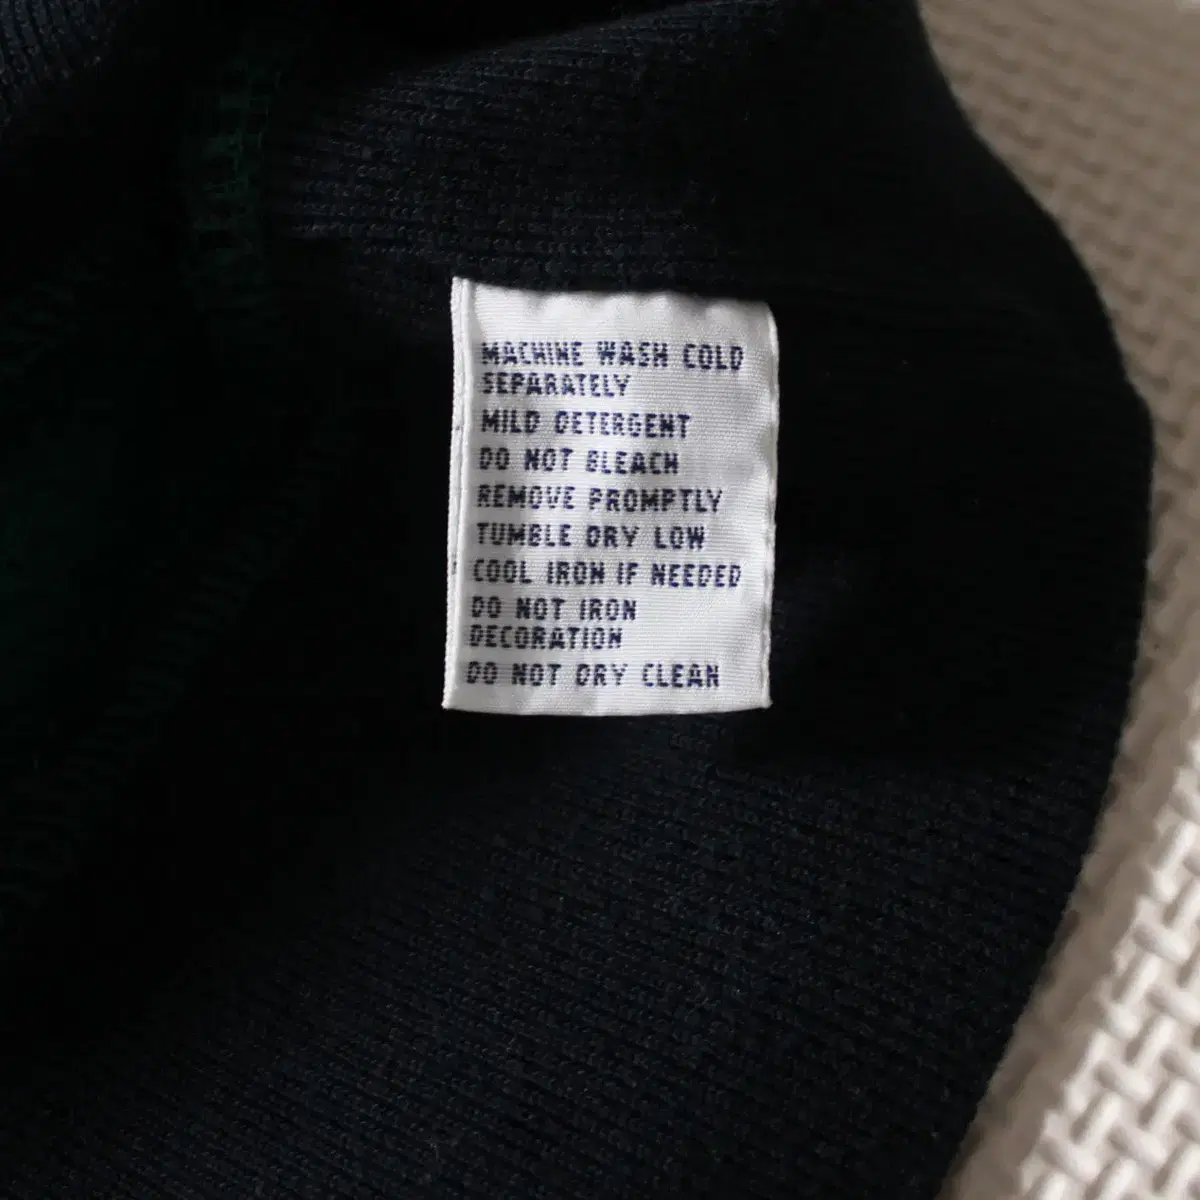 MACHINE WASH COLD
SEPARATELY
MILD DETERGENT
DO NOT BLEACH
REMOVE PROMPTLY
TUMBLE DRY LOW
COOL IRON IF NEEDED
DO NOT IRON
DECORATION
DO NOT DRY CLEAN